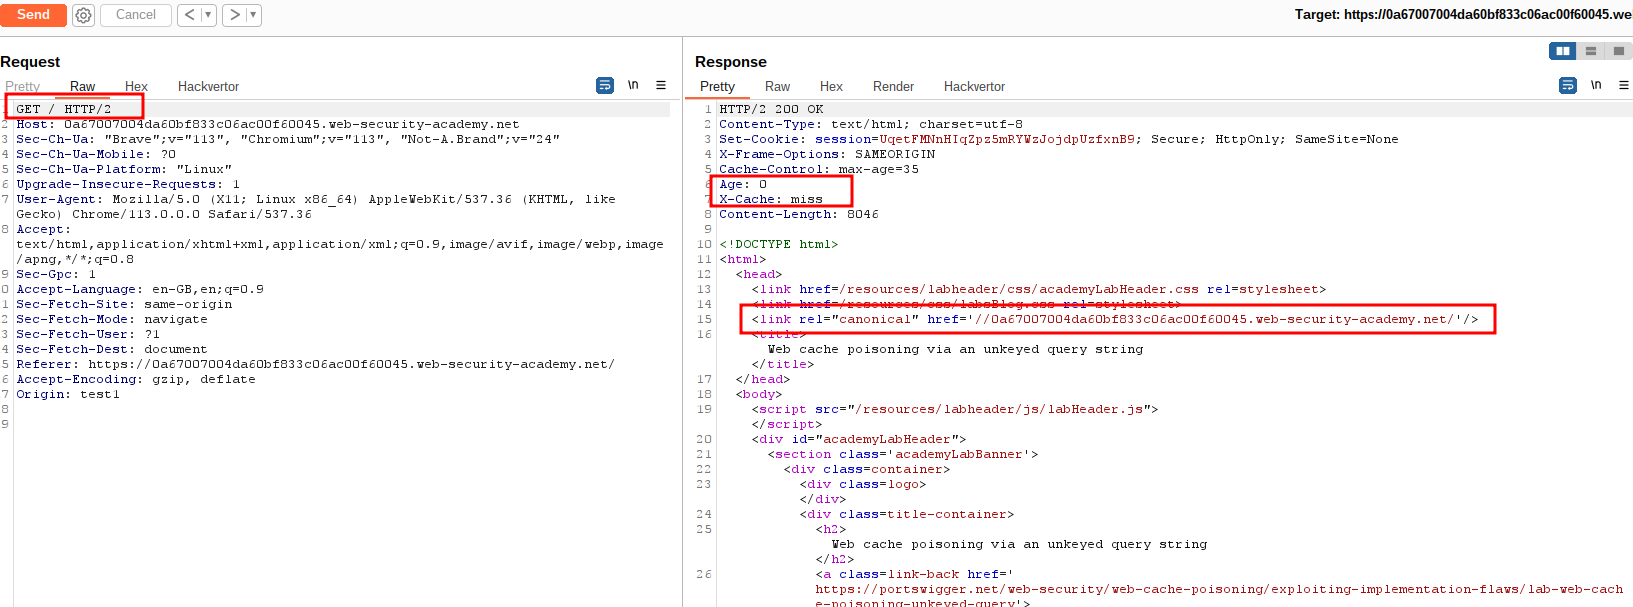 Send
Cancel
< ▼
> ▼
Target: https://0a67007004da60bf833c06ac00f60045.we
Request
Pretty Raw Hex Hackvertor
\n
1 GET / HTTP/2
2 Host: 0a67007004da60bf833c06ac00f60045.web-security-academy.net
3 Sec-Ch-Ua: "Brave";v="113", "Chromium";v="113", "Not-A.Brand";v="24"
4 Sec-Ch-Ua-Mobile: ?0
5 Sec-Ch-Ua-Platform: "Linux"
6 Upgrade-Insecure-Requests: 1
7 User-Agent: Mozilla/5.0 (X11; Linux x86_64) AppleWebKit/537.36 (KHTML, like
Gecko) Chrome/113.0.0.0 Safari/537.36
8 Accept:
text/html,application/xhtml+xml,application/xml;q=0.9,image/avif,image/webp,image
/apng,*/*;q=0.8
9 Sec-Gpc: 1
0 Accept-Language: en-GB,en;q=0.9
1 Sec-Fetch-Site: same-origin
2 Sec-Fetch-Mode: navigate
3 Sec-Fetch-User: ?1
4 Sec-Fetch-Dest: document
5 Referer: https://0a67007004da60bf833c06ac00f60045.web-security-academy.net/
6 Accept-Encoding: gzip, deflate
7 Origin: test1
8
9
Response
Pretty Raw Hex Render Hackvertor
\n
1 HTTP/2 200 OK
2 Content-Type: text/html; charset=utf-8
3 Set-Cookie: session=UqetFMNnHIqZpz5mRYWzJojdpUzfxnB9; Secure; HttpOnly; SameSite=None
4 X-Frame-Options: SAMEORIGIN
5 Cache-Control: max-age=35
6 Age: 0
7 X-Cache: miss
8 Content-Length: 8046
9
10 <!DOCTYPE html>
11 <html>
12 <head>
13 <link href=/resources/labheader/css/academyLabHeader.css rel=stylesheet>
14 <link href=/resources/css/labsBlog.css rel=stylesheet>
15 <link rel="canonical" href='//0a67007004da60bf833c06ac00f60045.web-security-academy.net/'/>
16 <title>
Web cache poisoning via an unkeyed query string
</title>
17 </head>
18 <body>
19 <script src="/resources/labheader/js/labHeader.js">
</script>
20 <div id="academyLabHeader">
21 <section class='academyLabBanner'>
22 <div class=container>
23 <div class=logo>
</div>
24 <div class=title-container>
25 <h2>
Web cache poisoning via an unkeyed query string
</h2>
26 <a class=link-back href='
https://portswigger.net/web-security/web-cache-poisoning/exploiting-implementation-flaws/lab-web-cach
e-poisoning-unkeyed-query'>